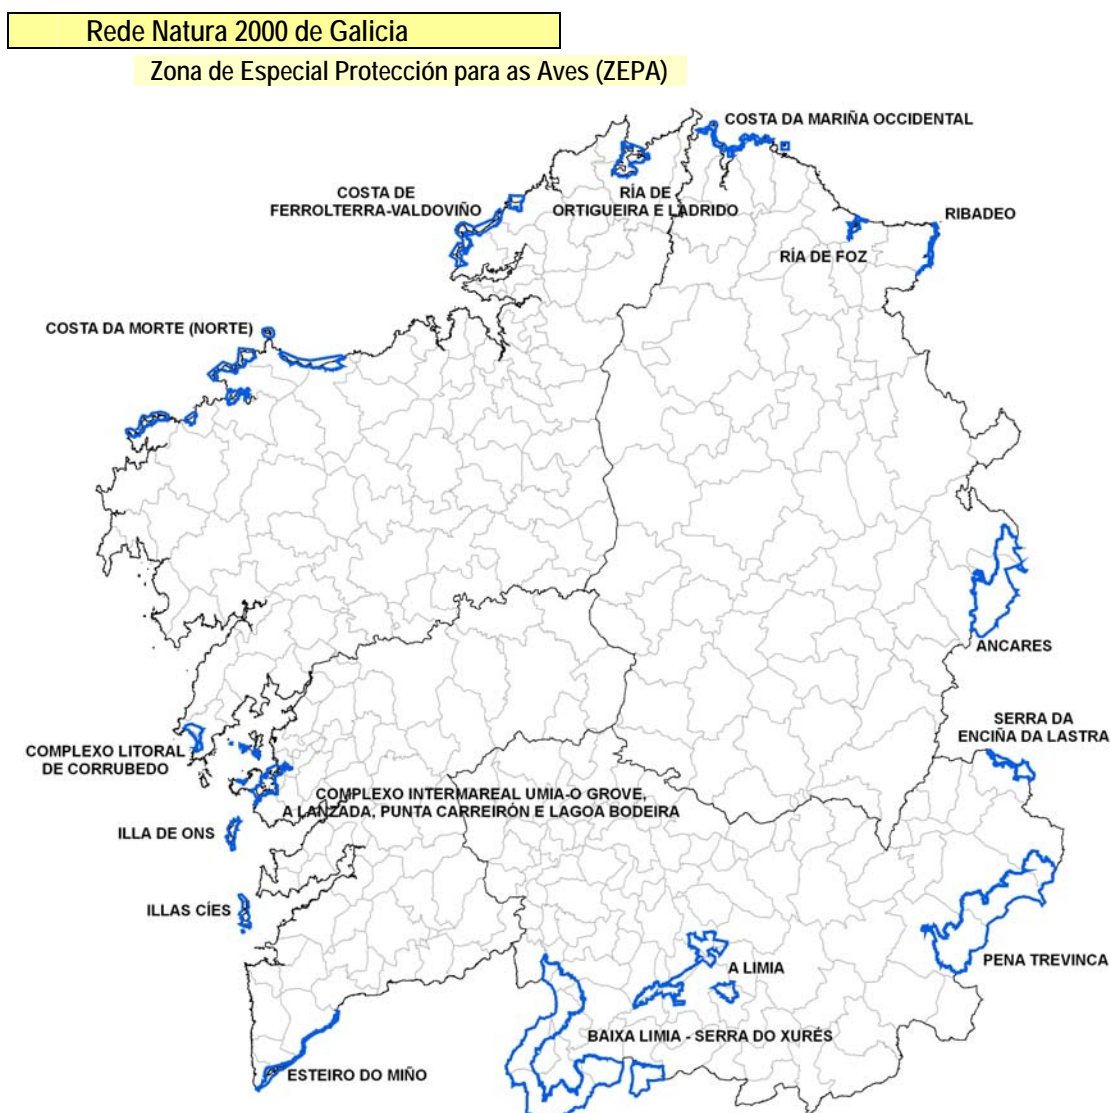 Rede Natura 2000 de Galicia
Zona de Especial Protección para as Aves (ZEPA)
COSTA DA MARIÑA OCCIDENTAL
COSTA DE
FERROLTERRA-VALDOVIÑO
RÍA DE
ORTIGUEIRA E LADRIDO
RIBADEO
RÍA DE FOZ
COSTA DA MORTE (NORTE)
ANCARES
SERRA DA
ENCIÑA DA LASTRA
COMPLEXO LITORAL
DE CORRUBEDO
COMPLEXO INTERMAREAL UMIA-O GROVE,
A LANZADA, PUNTA CARREIRÓN E LAGOA BODEIRA
ILLA DE ONS
ILLAS CÍES
PENA TREVINCA
A LIMIA
BAIXA LIMIA - SERRA DO XURÉS
ESTEIRO DO MIÑO